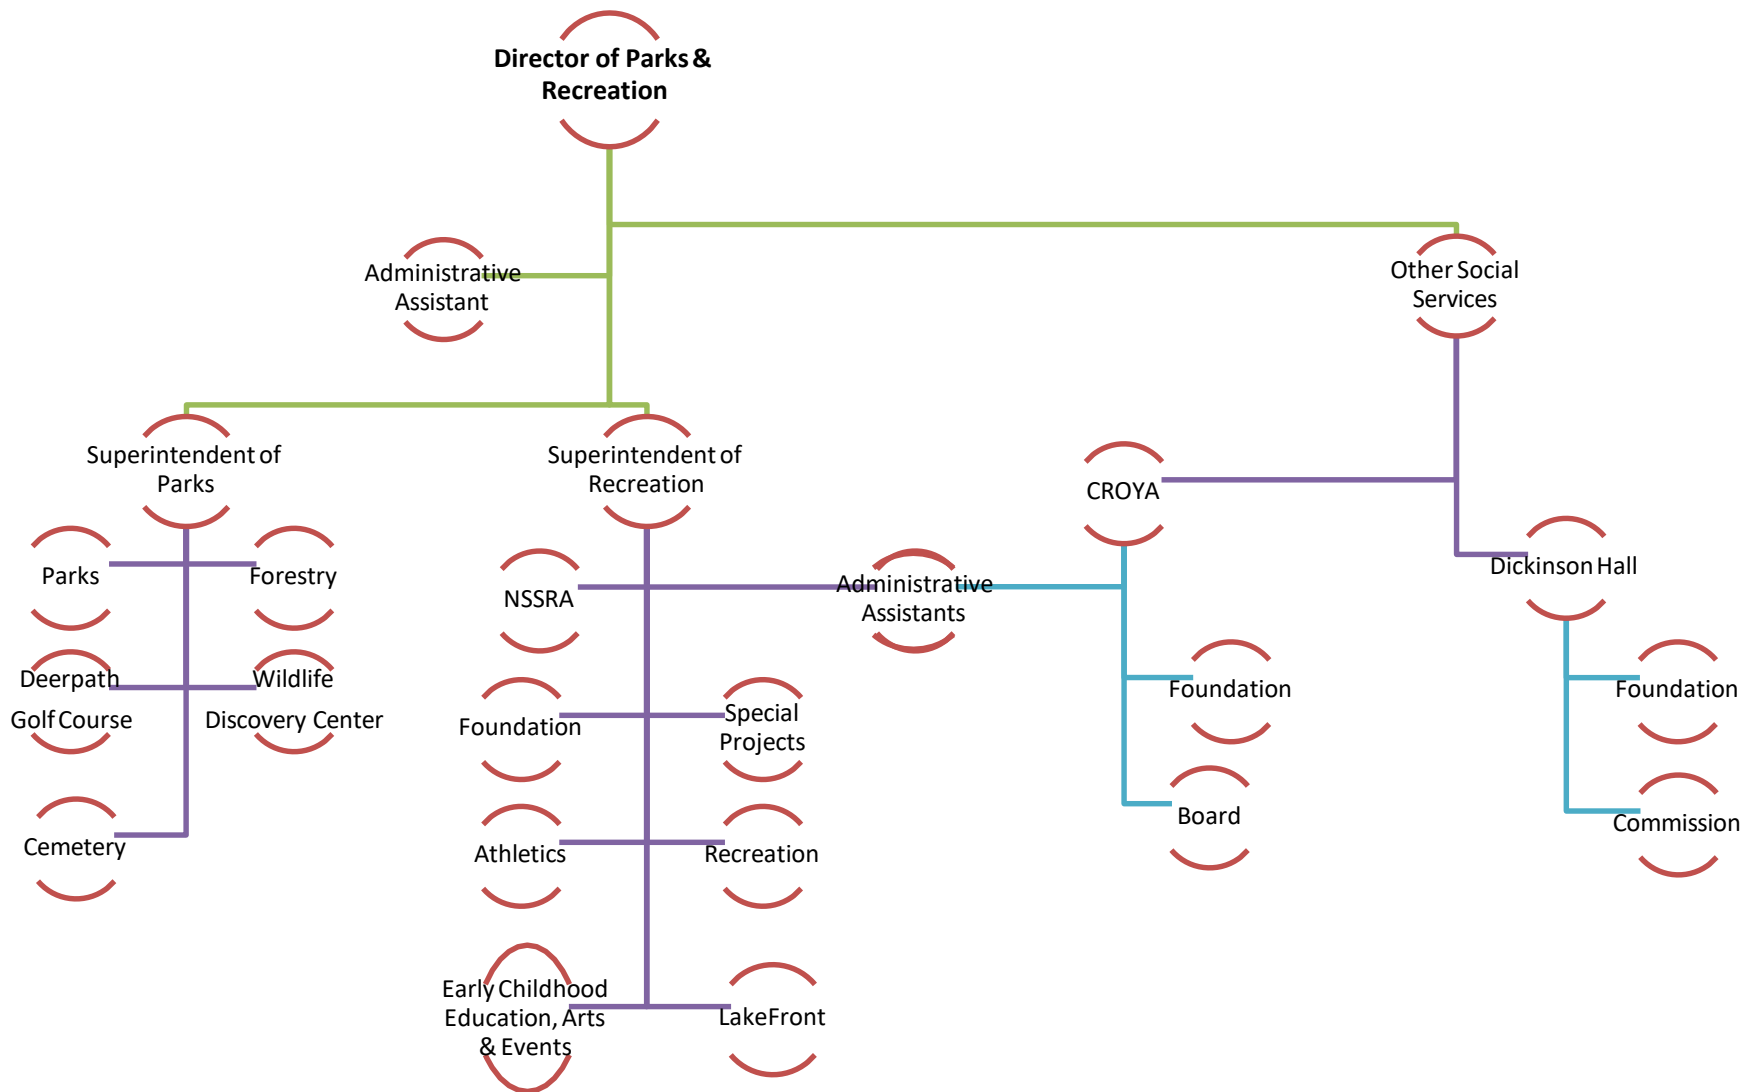 Director of Parks &
Recreation
Administrative
Assistant
Other Social
Services
Superintendent of
Parks
Superintendent of
Recreation
CROYA
Dickinson Hall
Parks
Forestry
NSSRA
Administrative
Assistants
Deerpath
Golf Course
Wildlife
Discovery Center
Foundation
Special
Projects
Foundation
Foundation
Cemetery
Athletics
Recreation
Board
Commission
Early Childhood
Education, Arts
& Events
LakeFront